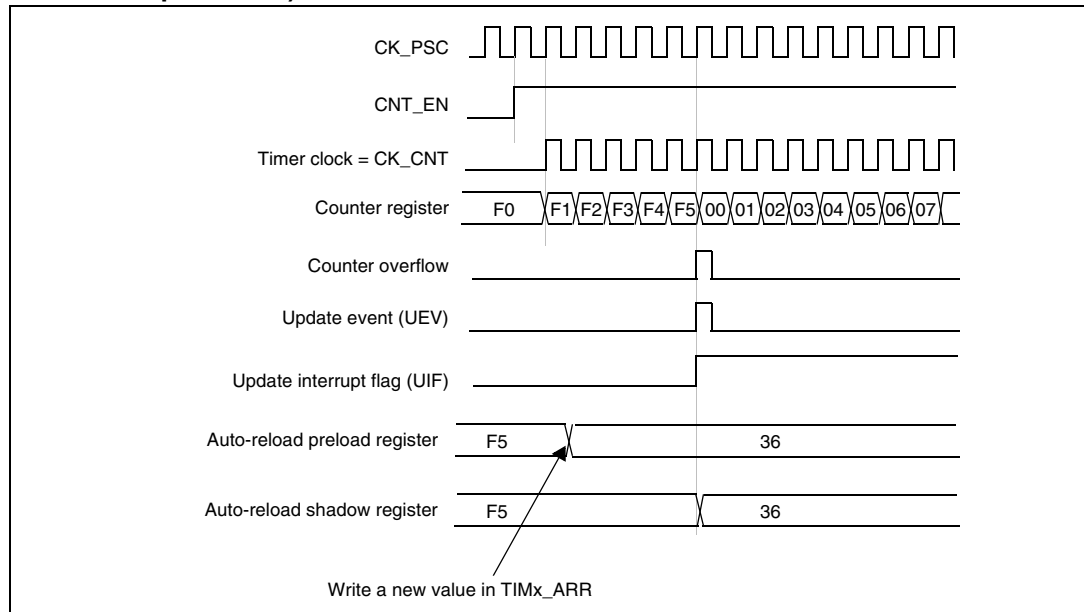 CK_PSC
CNT_EN
Timer clock = CK_CNT
Counter register F0 F1 F2 F3 F4 F5 00 01 02 03 04 05 06 07
Counter overflow
Update event (UEV)
Update interrupt flag (UIF)
Auto-reload preload register F5 36
Auto-reload shadow register F5 36
Write a new value in TIMx_ARR